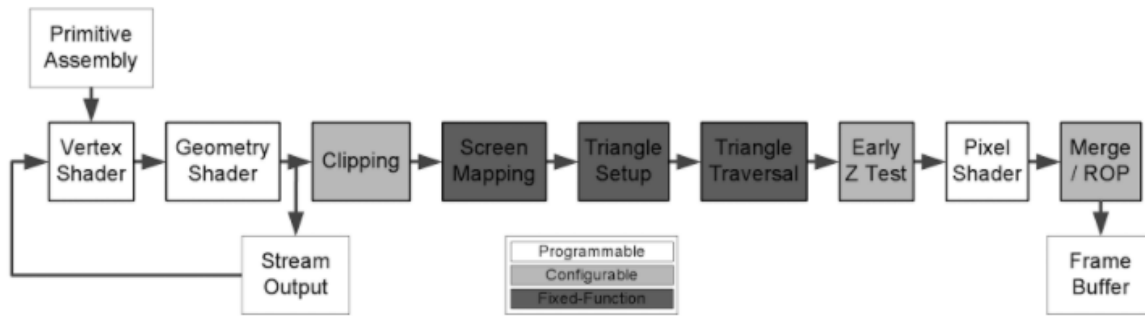 Primitive
Assembly
Vertex
Shader
Geometry
Shader
Clipping
Screen
Mapping
Triangle
Setup
Triangle
Traversal
Early
Z Test
Pixel
Shader
Merge
/ ROP
Stream
Output
Programmable
Configurable
Fixed-Function
Frame
Buffer